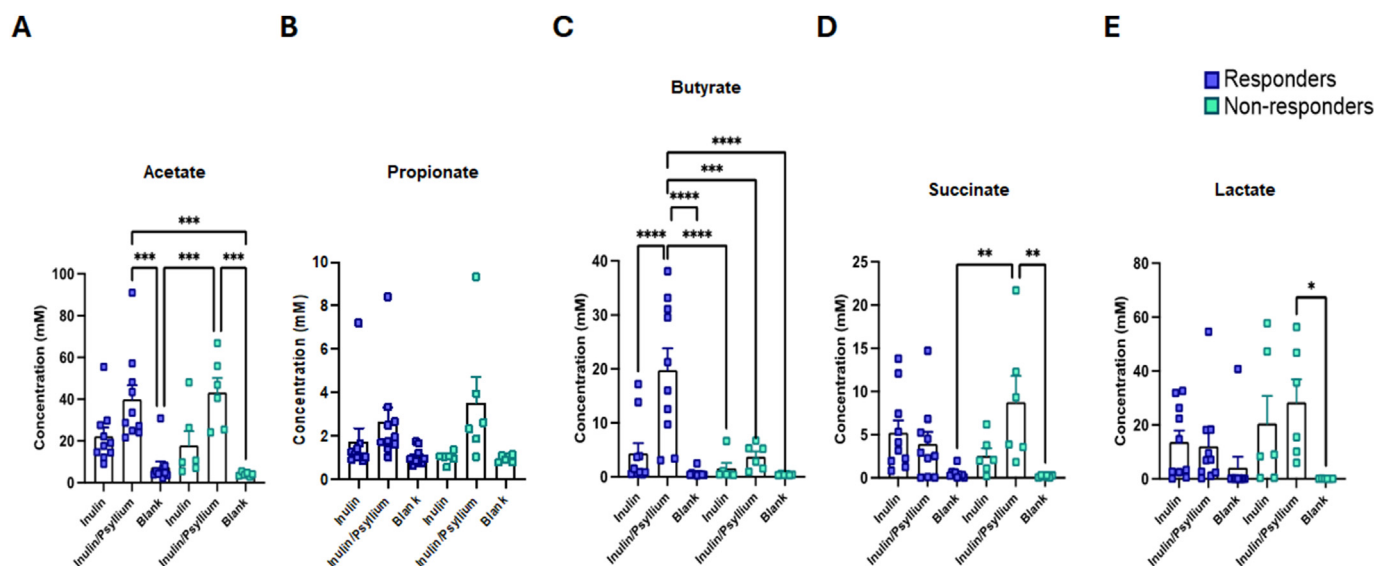 A B C D E
Responders
Non-responders
Butyrate
****
***
****
**** ****
Acetate
***
*** *** ***
Concentration (mM)
100
80
60
40
20
0
Inulin
Inulin/Psyllium
Blank
Inulin
Inulin/Psyllium
Blank
Propionate
Concentration (mM)
10
8
6
4
2
0
Inulin
Inulin/Psyllium
Blank
Inulin
Inulin/Psyllium
Blank
Concentration (mM)
40
30
20
10
0
Inulin
Inulin/Psyllium
Blank
Inulin
Inulin/Psyllium
Blank
Succinate
** **
Concentration (mM)
25
20
15
10
5
0
Inulin
Inulin/Psyllium
Blank
Inulin
Inulin/Psyllium
Blank
Lactate
*
Concentration (mM)
80
60
40
20
0
Inulin
Inulin/Psyllium
Blank
Inulin
Inulin/Psyllium
Blank